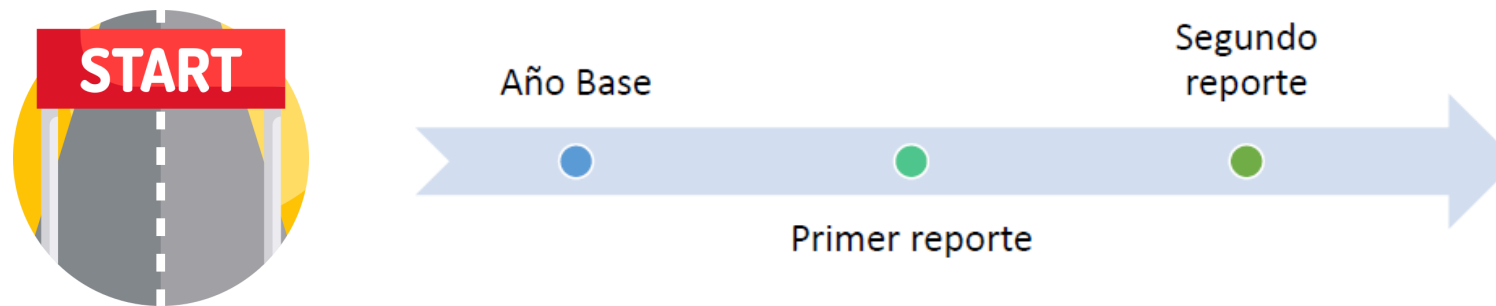 START
Año Base
Primer reporte
Segundo
reporte